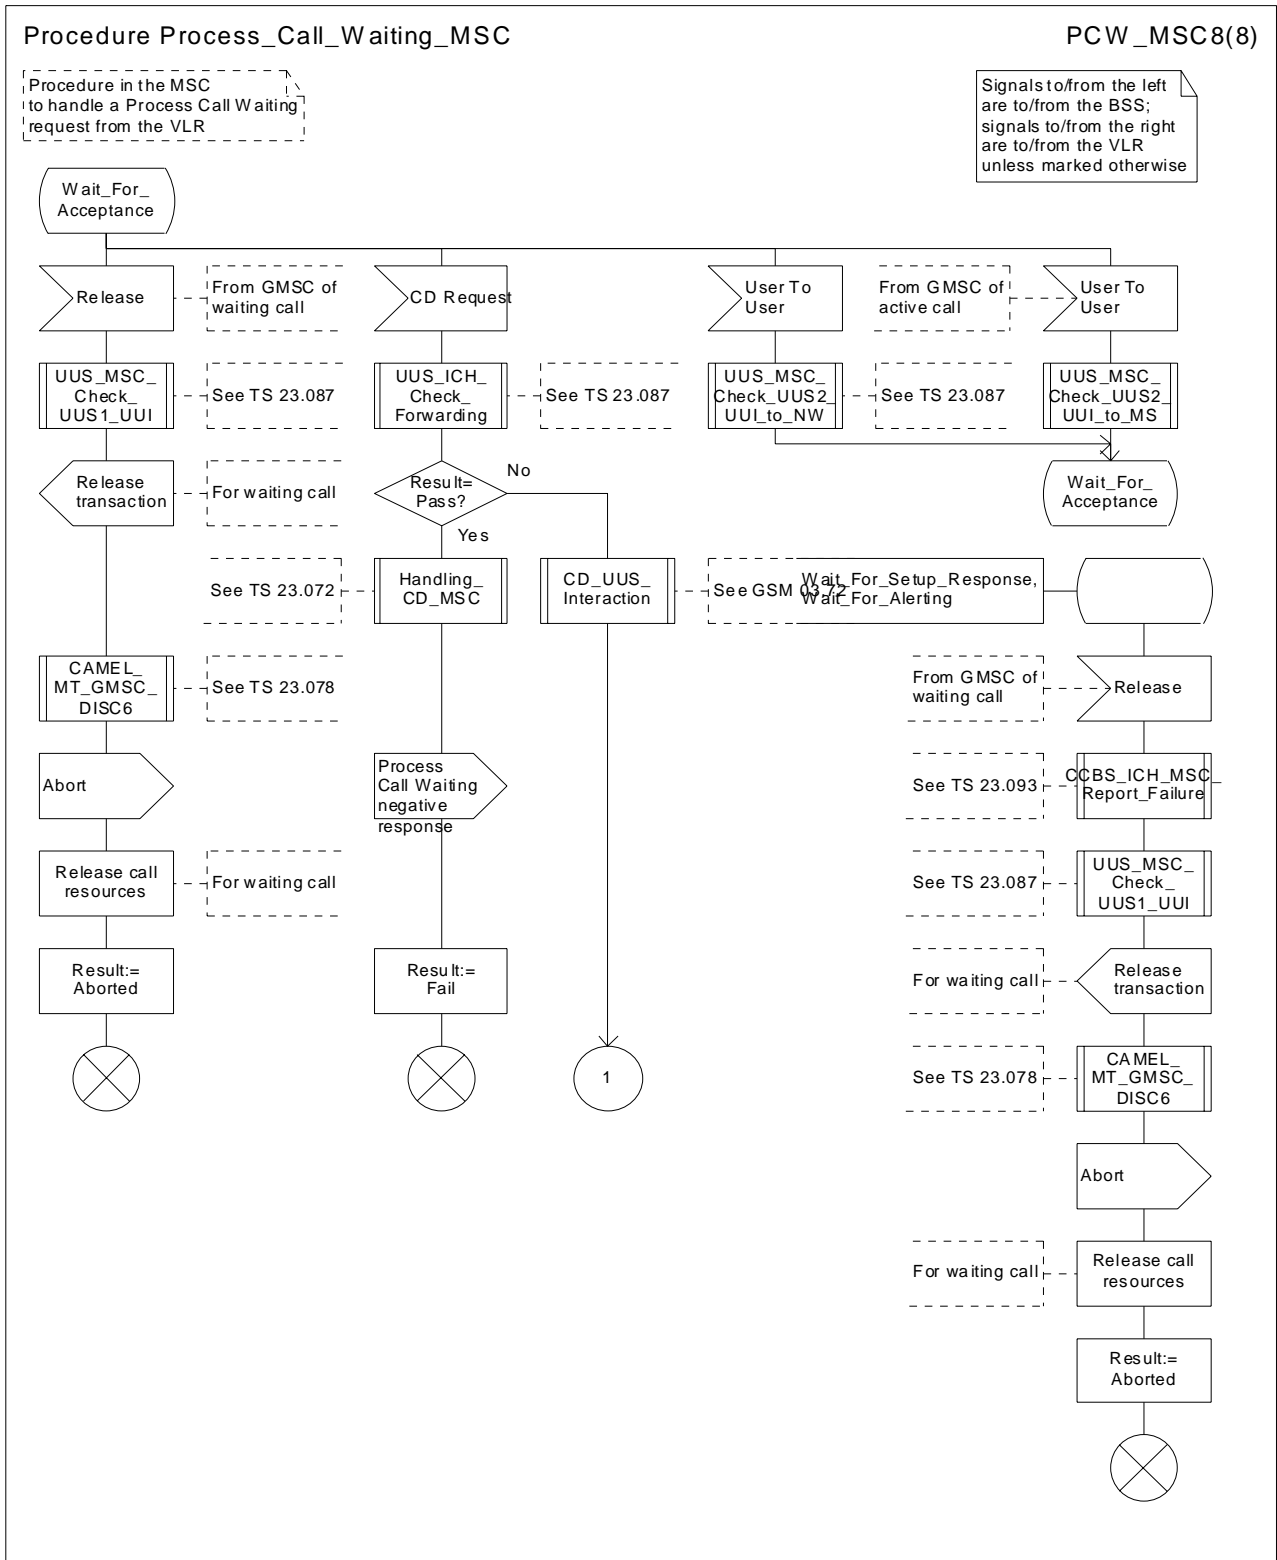 Procedure Process_Call_Waiting_MSC
PCW_MSC8(8)
Procedure in the MSC
to handle a Process Call Waiting
request from the VLR
Signals to/from the left
are to/from the BSS;
signals to/from the right
are to/from the VLR
unless marked otherwise
Wait_For_
Acceptance
Release
From GMSC of
waiting call
CD Request
User To
User
From GMSC of
active call
User To
User
UUS_MSC_
Check_
UUS1_UUI
See TS 23.087
UUS_ICH_
Check_
Forwarding
See TS 23.087
UUS_MSC_
Check_UUS2_
UUI_to_NW
See TS 23.087
UUS_MSC_
Check_UUS2_
UUI_to_MS
Release
transaction
For waiting call
Result=
Pass?
No
Yes
Wait_For_
Acceptance
See TS 23.072
Handling_
CD_MSC
CD_UUS_
Interaction
See GSM 03.72
Wait_For_Setup_Response,
Wait_For_Alerting
CAMEL_
MT_GMSC_
DISC6
See TS 23.078
From GMSC of
waiting call
Release
Abort
Process
Call Waiting
negative
response
See TS 23.093
CCBS_ICH_MSC_
Report_Failure
Release call
resources
For waiting call
See TS 23.087
UUS_MSC_
Check_
UUS1_UUI
Result:=
Aborted
Result:=
Fail
For waiting call
Release
transaction
1
See TS 23.078
CAMEL_
MT_GMSC_
DISC6
Abort
For waiting call
Release call
resources
Result:=
Aborted